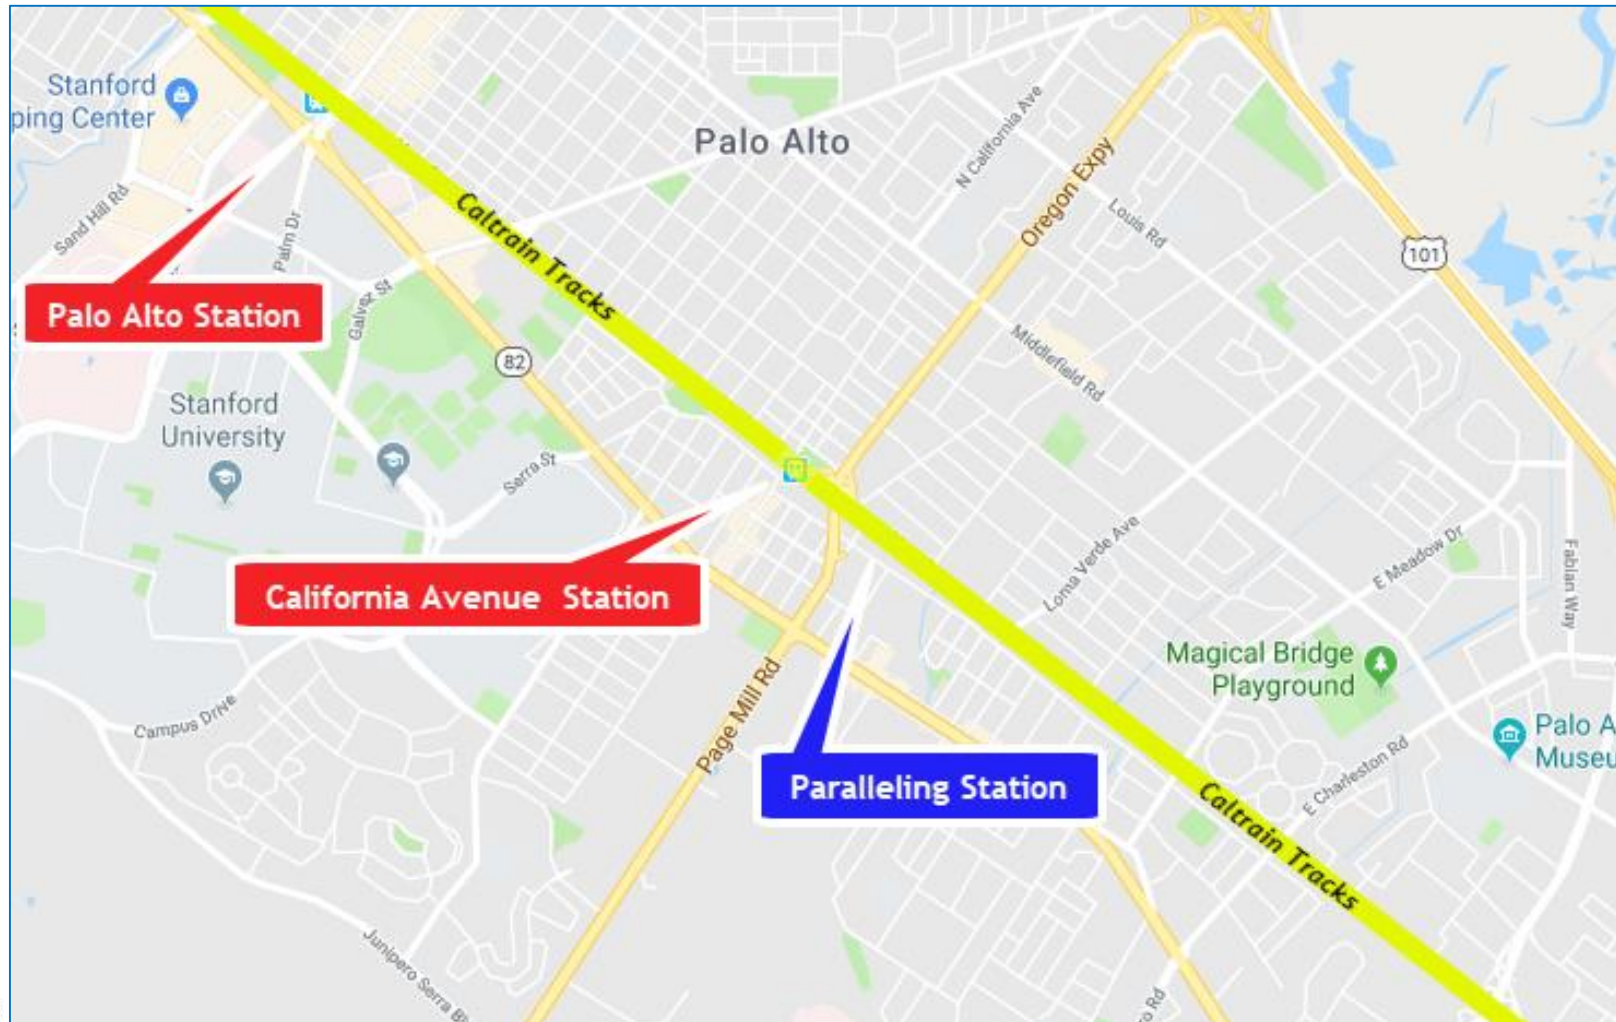 Stanford
ping Center
Palo Alto
N California Ave
Oregon Expy
Louis Rd
101
Sand Hill Rd
Palm Dr
Caltrain Tracks
Palo Alto Station
Galvez St
82
Middlefield Rd
Stanford
University
Serra St
California Avenue Station
Loma Verde Ave
E Meadow Dr
Fabian Way
Magical Bridge
Playground
Campus Drive
Page Mill Rd
Paralleling Station
Palo A
Museu
E Charleston Rd
Caltrain Tracks
Junipero Serra B
o Rd